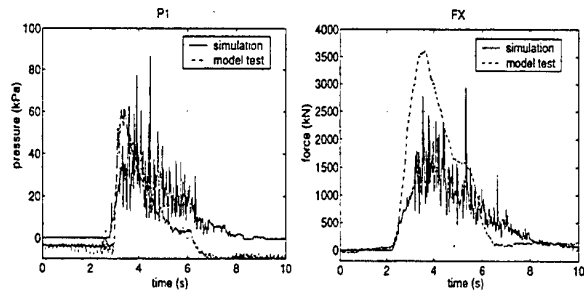 P1
100
80
60
40
20
0
pressure (kPa)
simulation
model test
0
2
4
6
8
10
time (s)
FX
4000
3500
3000
2500
2000
1500
1000
500
0
force (kN)
simulation
model test
0
2
4
6
8
10
time (s)